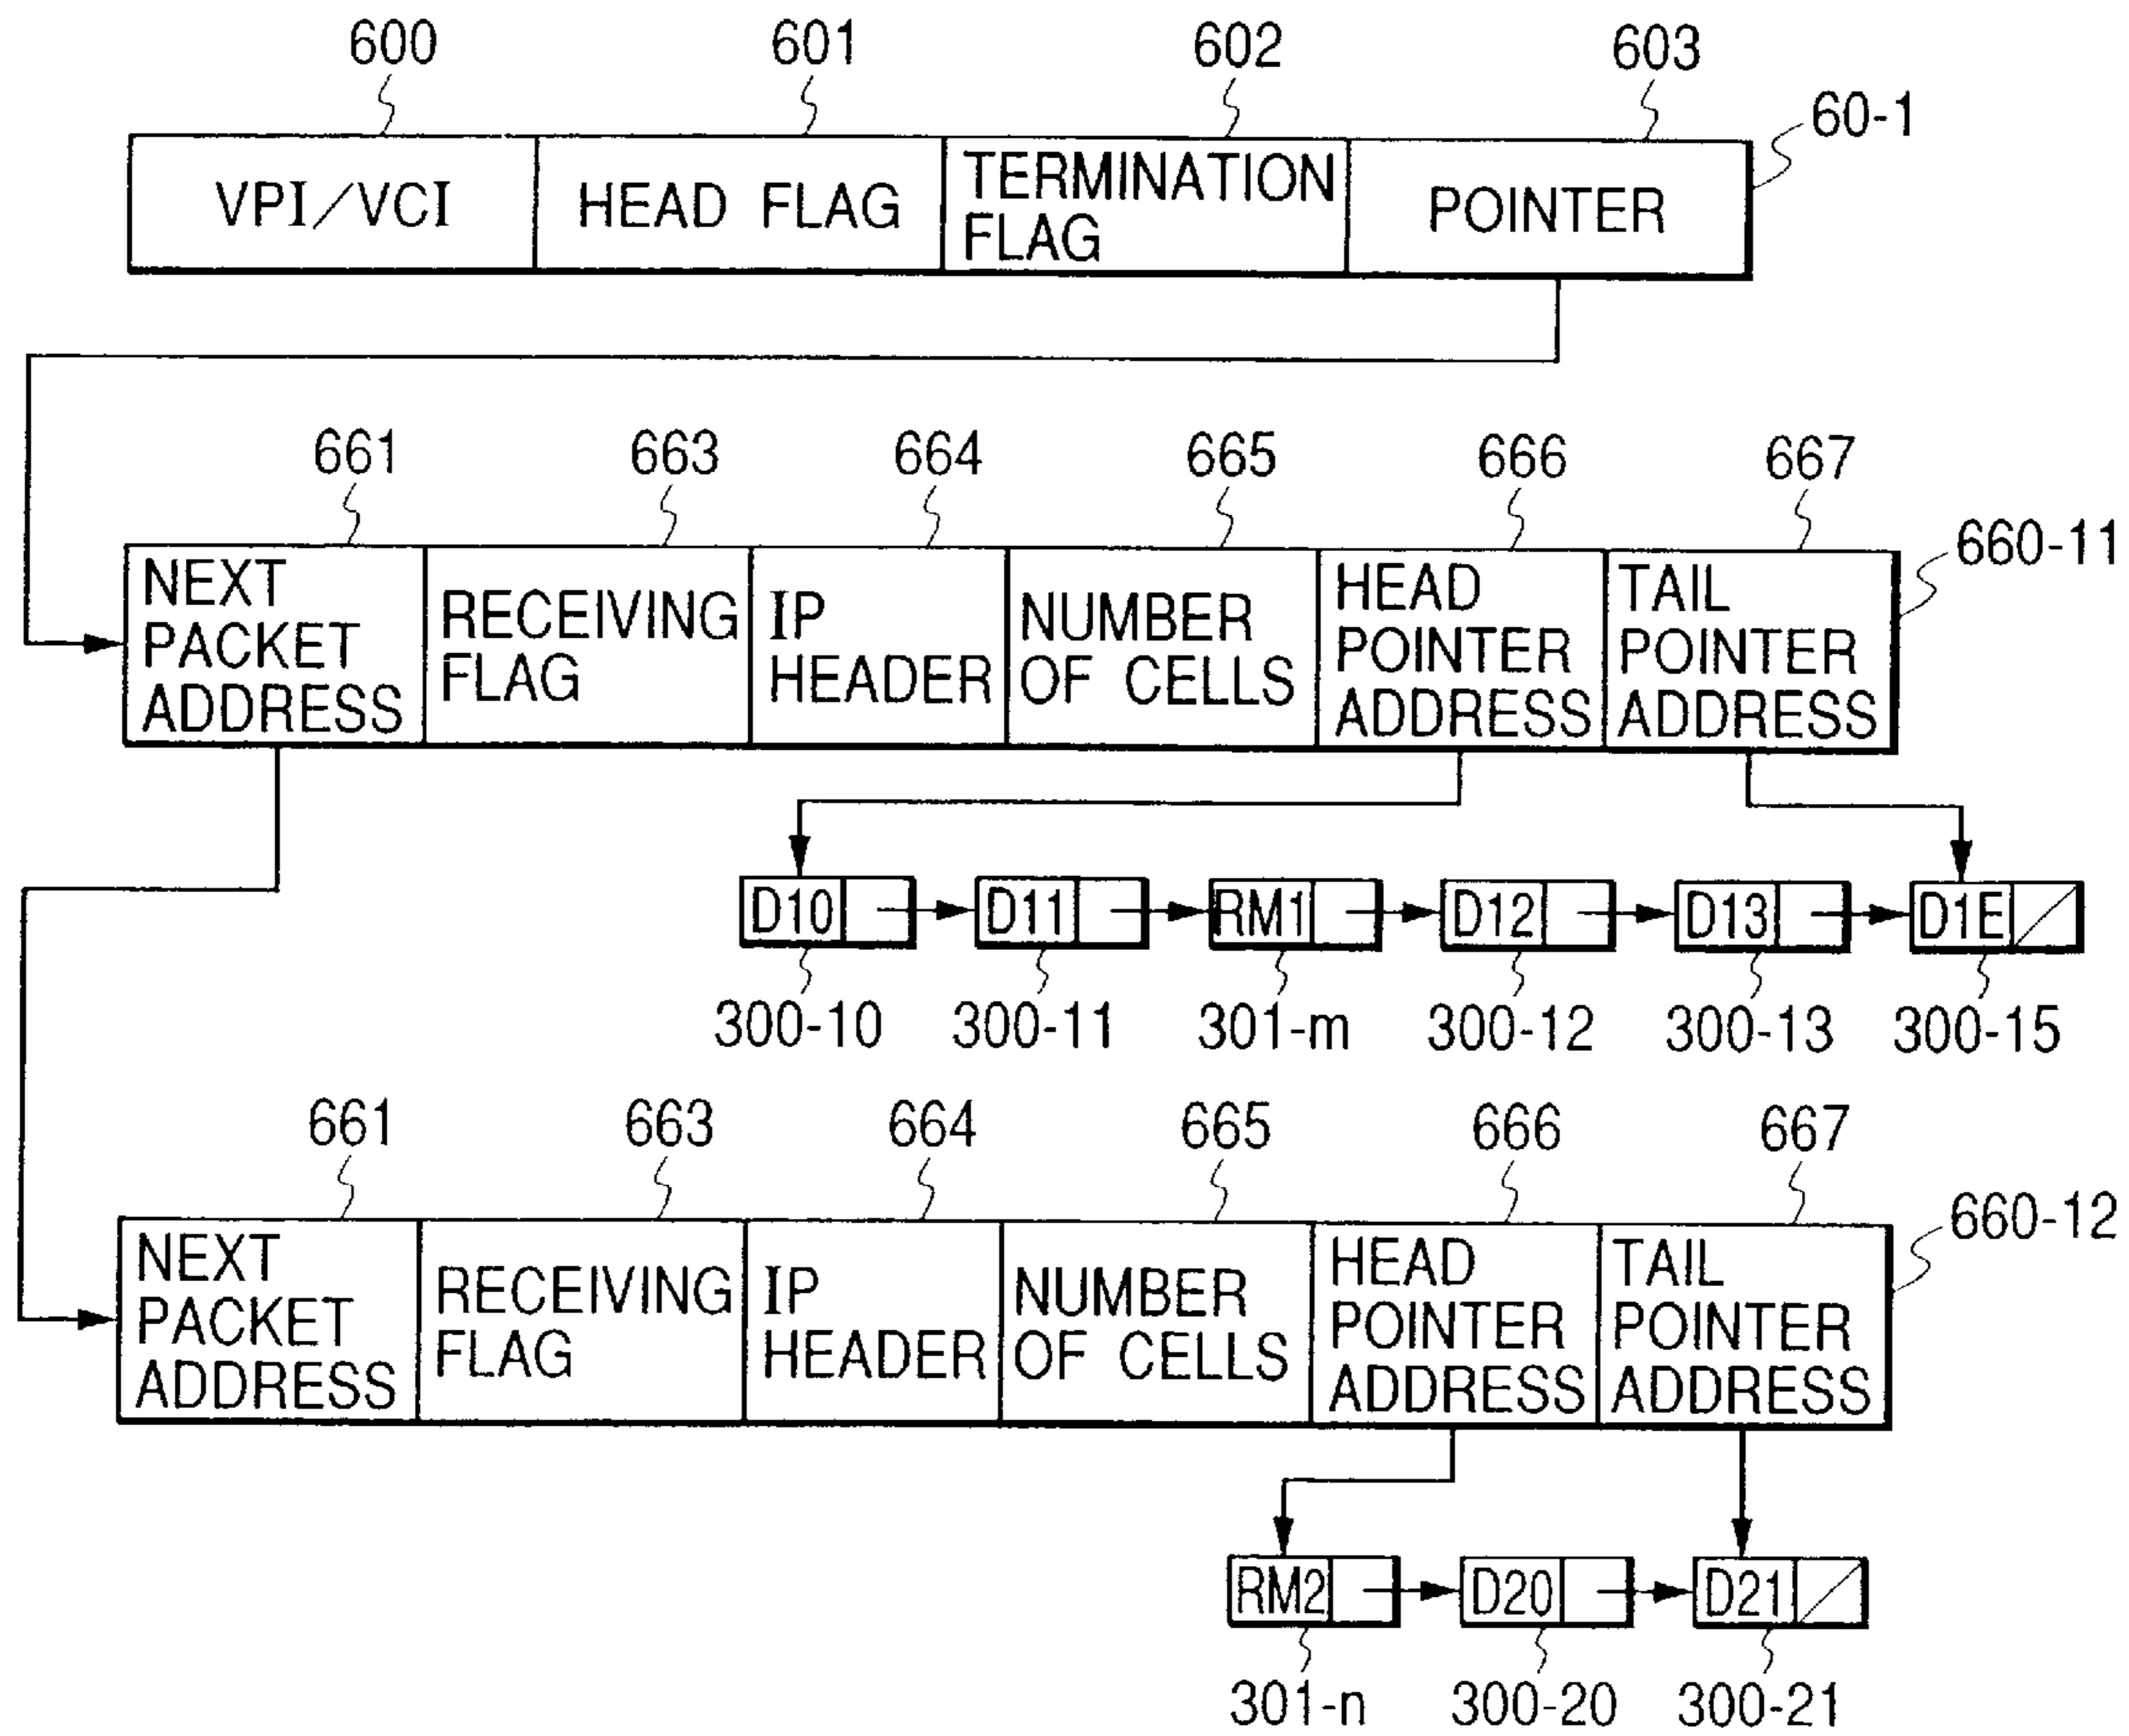 600 601 602 603
60-1
VPI/VCI HEAD FLAG TERMINATION FLAG POINTER
661 663 664 665 666 667
660-11
NEXT PACKET ADDRESS RECEIVING FLAG IP HEADER NUMBER OF CELLS HEAD POINTER ADDRESS TAIL POINTER ADDRESS
D10 D11 RM1 D12 D13 D1E
300-10 300-11 301-m 300-12 300-13 300-15
661 663 664 665 666 667
660-12
NEXT PACKET ADDRESS RECEIVING FLAG IP HEADER NUMBER OF CELLS HEAD POINTER ADDRESS TAIL POINTER ADDRESS
RM2 D20 D21
301-n 300-20 300-21